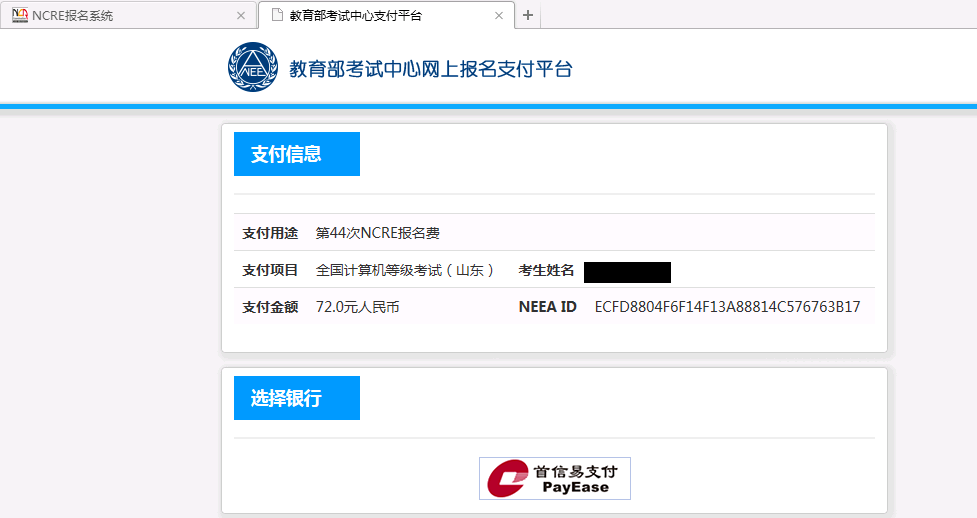 NCRE报名系统
教育部考试中心支付平台
NEE
教育部考试中心网上报名支付平台
支付信息
支付用途 第44次NCRE报名费
支付项目 全国计算机等级考试（山东） 考生姓名
支付金额 72.0元人民币 NEEA ID ECFD8804F6F14F13A88814C576763B17
选择银行
首信易支付
PayEase